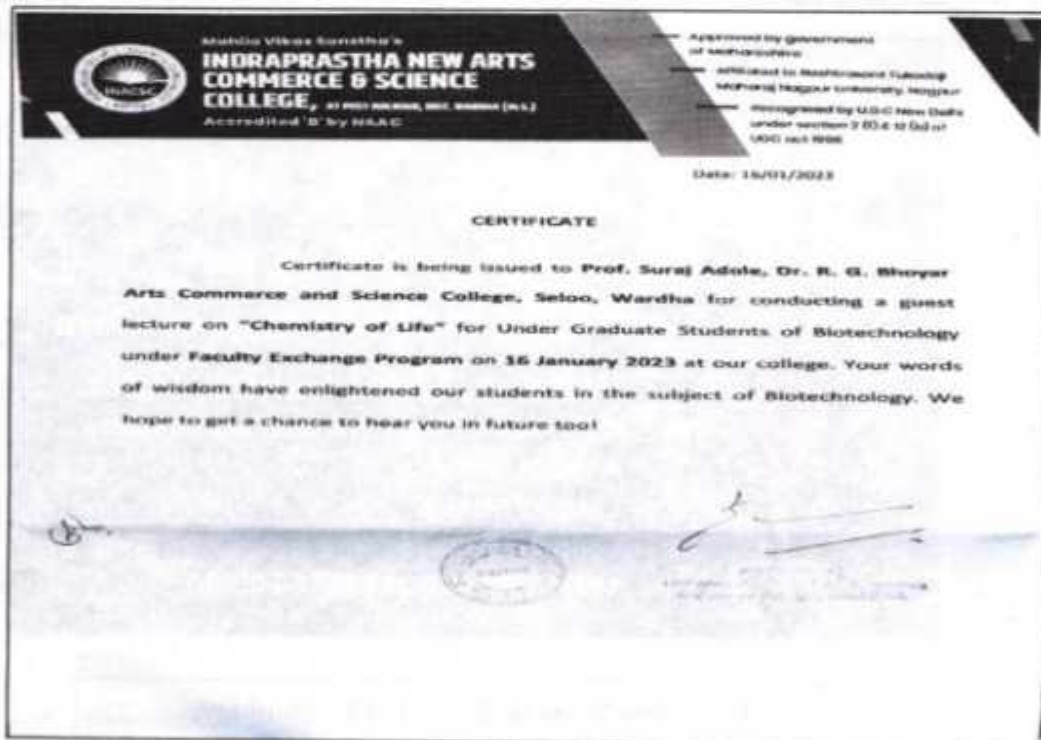 INACSC
Mahila Vikas Sanstha's
INDRAPRASTHA NEW ARTS
COMMERCE & SCIENCE
COLLEGE,
Accredited 'B' by NAAC
Approved by government
of Maharashtra
affiliated to Rashtrasant Tukadoji
Maharaj Nagpur University, Nagpur
Recognised by U.G.C New Delhi
under section 2 (f) & 12 (b) of
UGC act 1956
Date: 16/01/2023
CERTIFICATE
Certificate is being issued to Prof. Suraj Adole, Dr. R. G. Bhoyar
Arts Commerce and Science College, Seloo, Wardha for conducting a guest
lecture on "Chemistry of Life" for Under Graduate Students of Biotechnology
under Faculty Exchange Program on 16 January 2023 at our college. Your words
of wisdom have enlightened our students in the subject of Biotechnology. We
hope to get a chance to hear you in future too!